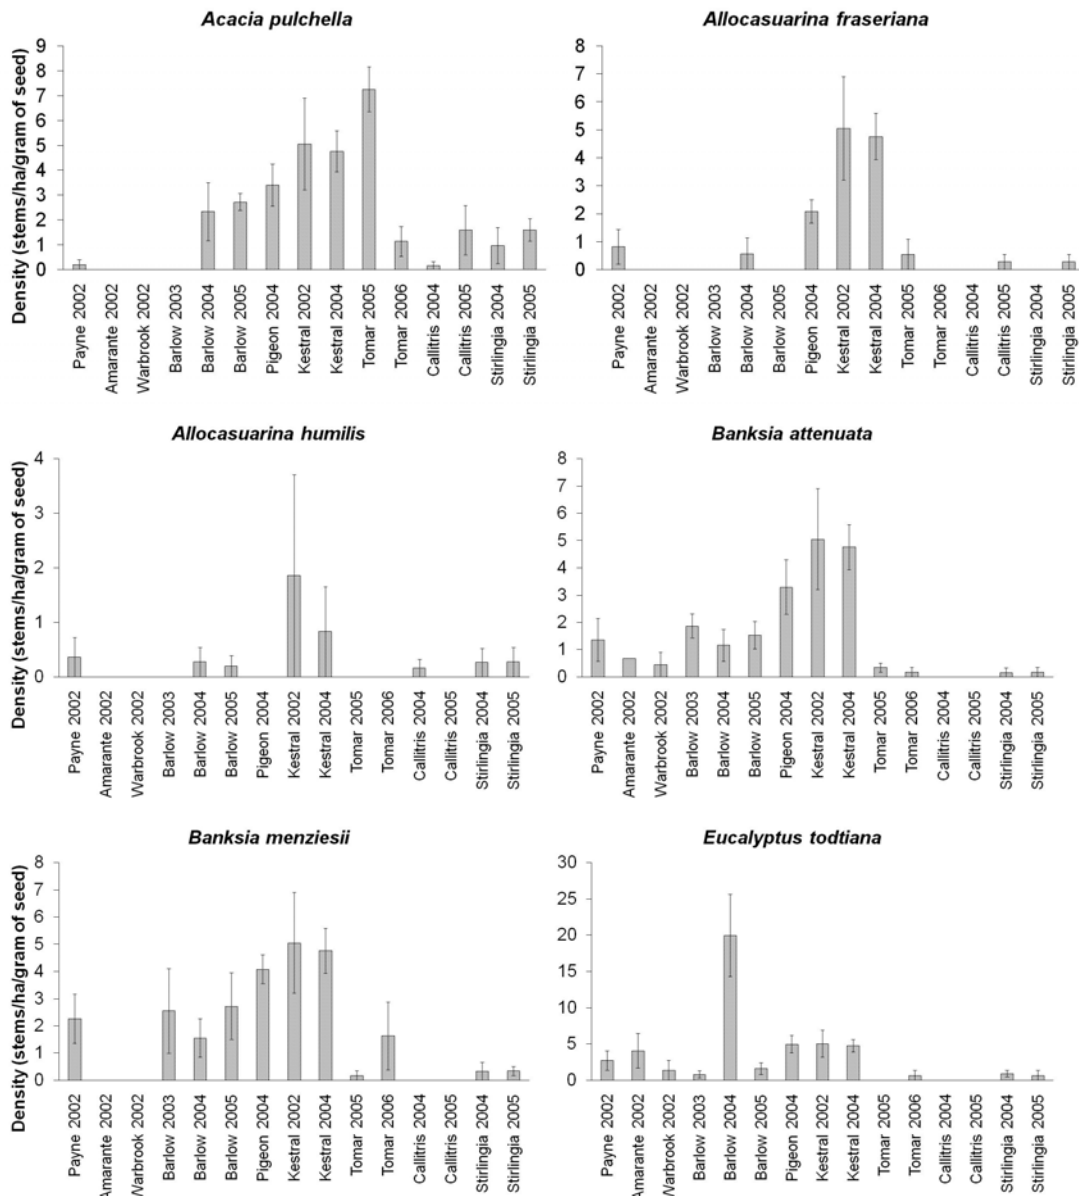 Acacia pulchella
Density (stems/ha/gram of seed)
9
8
7
6
5
4
3
2
1
0
Payne 2002
Amarante 2002
Warbrook 2002
Barlow 2003
Barlow 2004
Barlow 2005
Pigeon 2004
Kestral 2002
Kestral 2004
Tomar 2005
Tomar 2006
Callitris 2004
Callitris 2005
Stirlingia 2004
Stirlingia 2005
Allocasuarina fraseriana
8
7
6
5
4
3
2
1
0
Payne 2002
Amarante 2002
Warbrook 2002
Barlow 2003
Barlow 2004
Barlow 2005
Pigeon 2004
Kestral 2002
Kestral 2004
Tomar 2005
Tomar 2006
Callitris 2004
Callitris 2005
Stirlingia 2004
Stirlingia 2005
Allocasuarina humilis
Density (stems/ha/gram of seed)
4
3
2
1
0
Payne 2002
Amarante 2002
Warbrook 2002
Barlow 2003
Barlow 2004
Barlow 2005
Pigeon 2004
Kestral 2002
Kestral 2004
Tomar 2005
Tomar 2006
Callitris 2004
Callitris 2005
Stirlingia 2004
Stirlingia 2005
Banksia attenuata
8
7
6
5
4
3
2
1
0
Payne 2002
Amarante 2002
Warbrook 2002
Barlow 2003
Barlow 2004
Barlow 2005
Pigeon 2004
Kestral 2002
Kestral 2004
Tomar 2005
Tomar 2006
Callitris 2004
Callitris 2005
Stirlingia 2004
Stirlingia 2005
Banksia menziesii
Density (stems/ha/gram of seed)
8
7
6
5
4
3
2
1
0
Payne 2002
Amarante 2002
Warbrook 2002
Barlow 2003
Barlow 2004
Barlow 2005
Pigeon 2004
Kestral 2002
Kestral 2004
Tomar 2005
Tomar 2006
Callitris 2004
Callitris 2005
Stirlingia 2004
Stirlingia 2005
Eucalyptus todtiana
30
25
20
15
10
5
0
Payne 2002
Amarante 2002
Warbrook 2002
Barlow 2003
Barlow 2004
Barlow 2005
Pigeon 2004
Kestral 2002
Kestral 2004
Tomar 2005
Tomar 2006
Callitris 2004
Callitris 2005
Stirlingia 2004
Stirlingia 2005